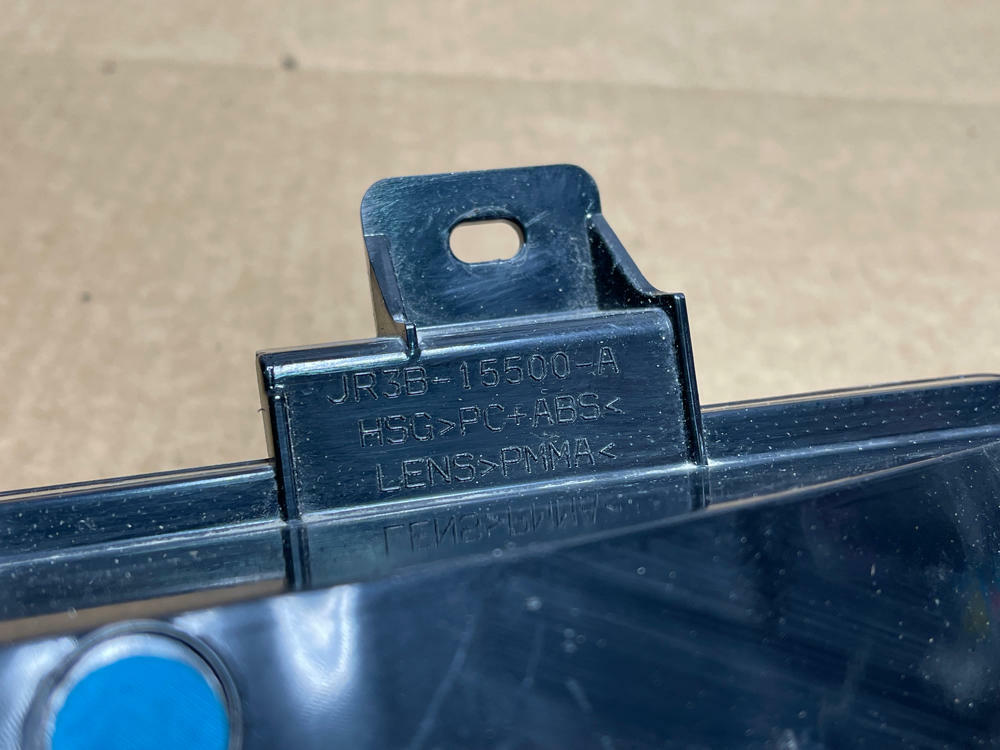 JR3B-15500-A
HSG>PC+ABS<
LENS>PMMA<